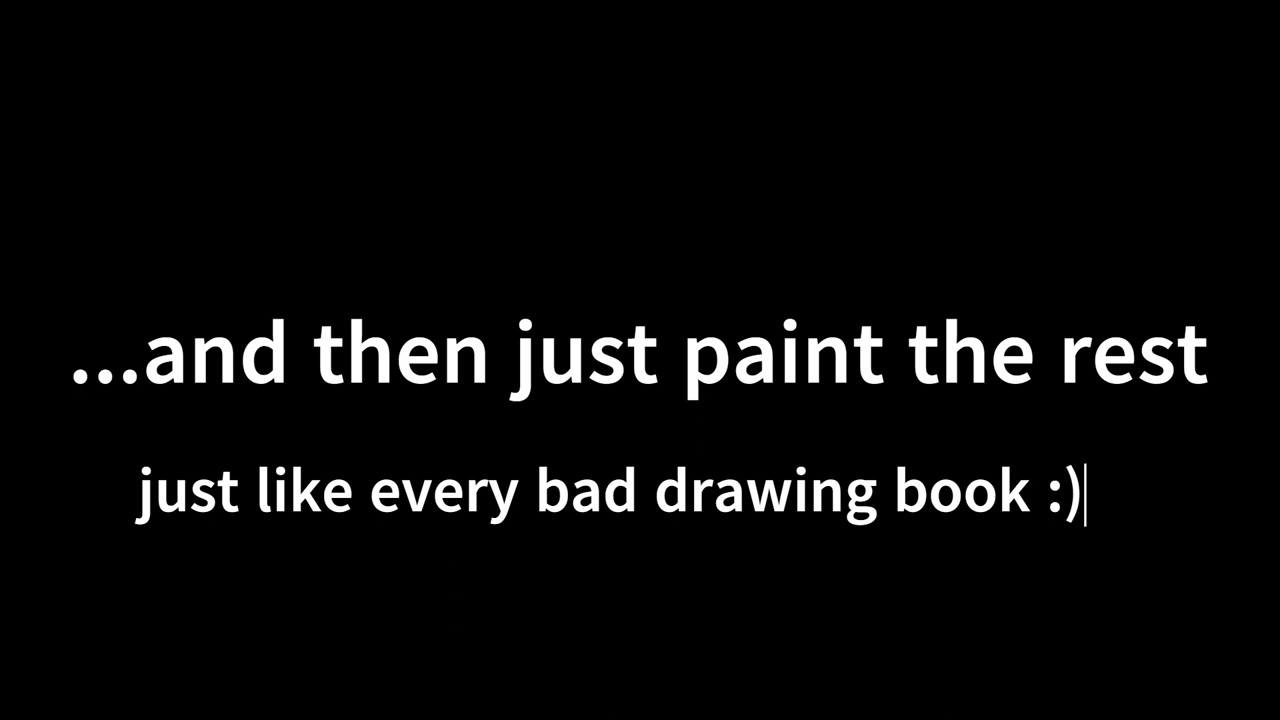 ...and then just paint the rest
just like every bad drawing book :)